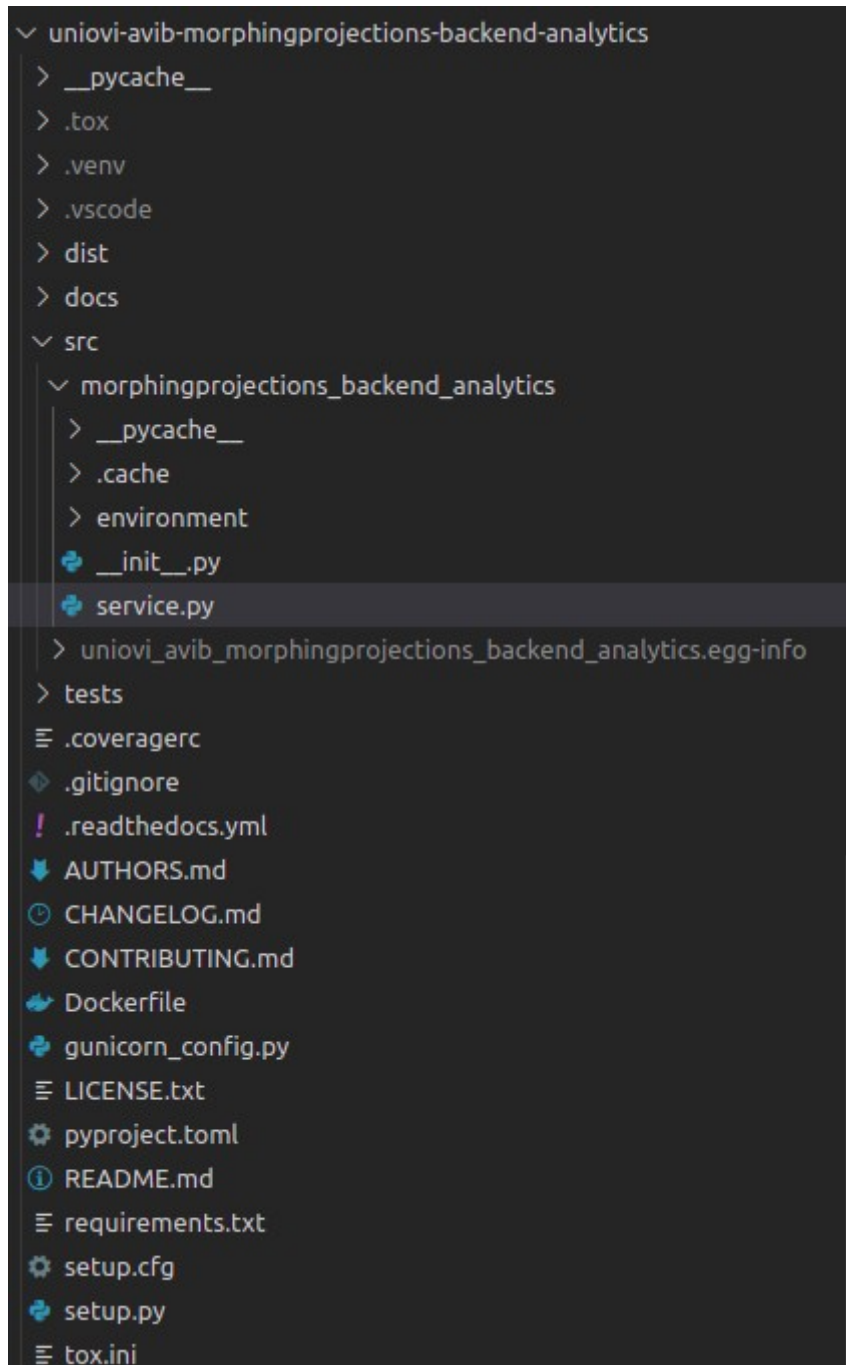 uniovi-avib-morphingprojections-backend-analytics
__pycache__
.tox
.venv
.vscode
dist
docs
src
morphingprojections_backend_analytics
__pycache__
.cache
environment
__init__.py
service.py
uniovi_avib_morphingprojections_backend_analytics.egg-info
tests
.coveragerc
.gitignore
.readthedocs.yml
AUTHORS.md
CHANGELOG.md
CONTRIBUTING.md
Dockerfile
gunicorn_config.py
LICENSE.txt
pyproject.toml
README.md
requirements.txt
setup.cfg
setup.py
tox.ini